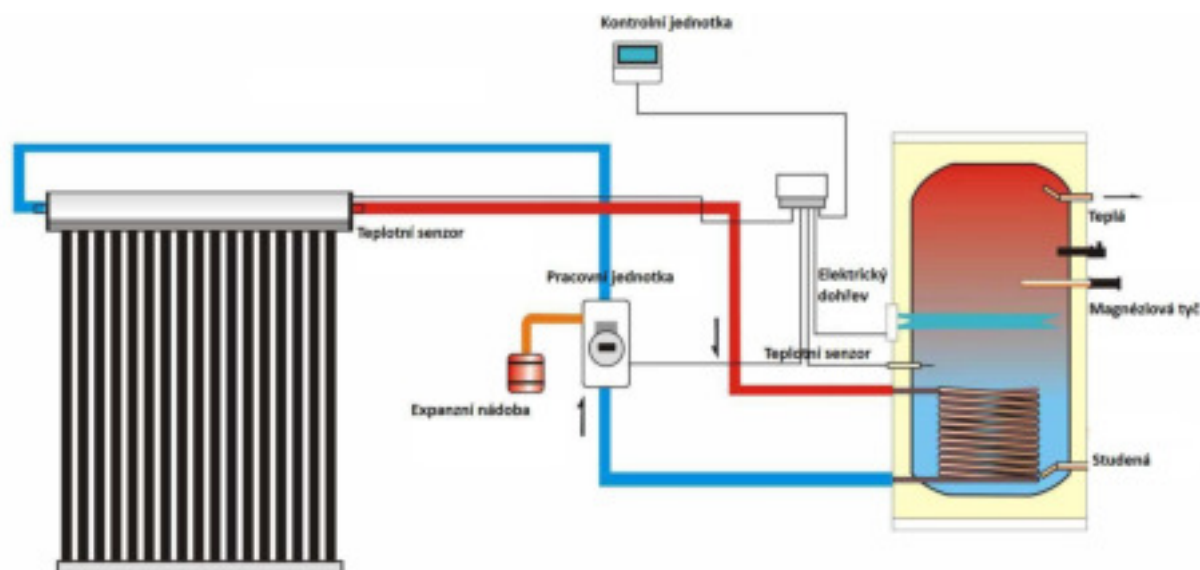 Kontrolní jednotka
Teplotní senzor
Pracovní jednotka
Elektrický
dohřev
Teplá
Magnéziová tyč
Teplotní senzor
Expanzní nádoba
Studená